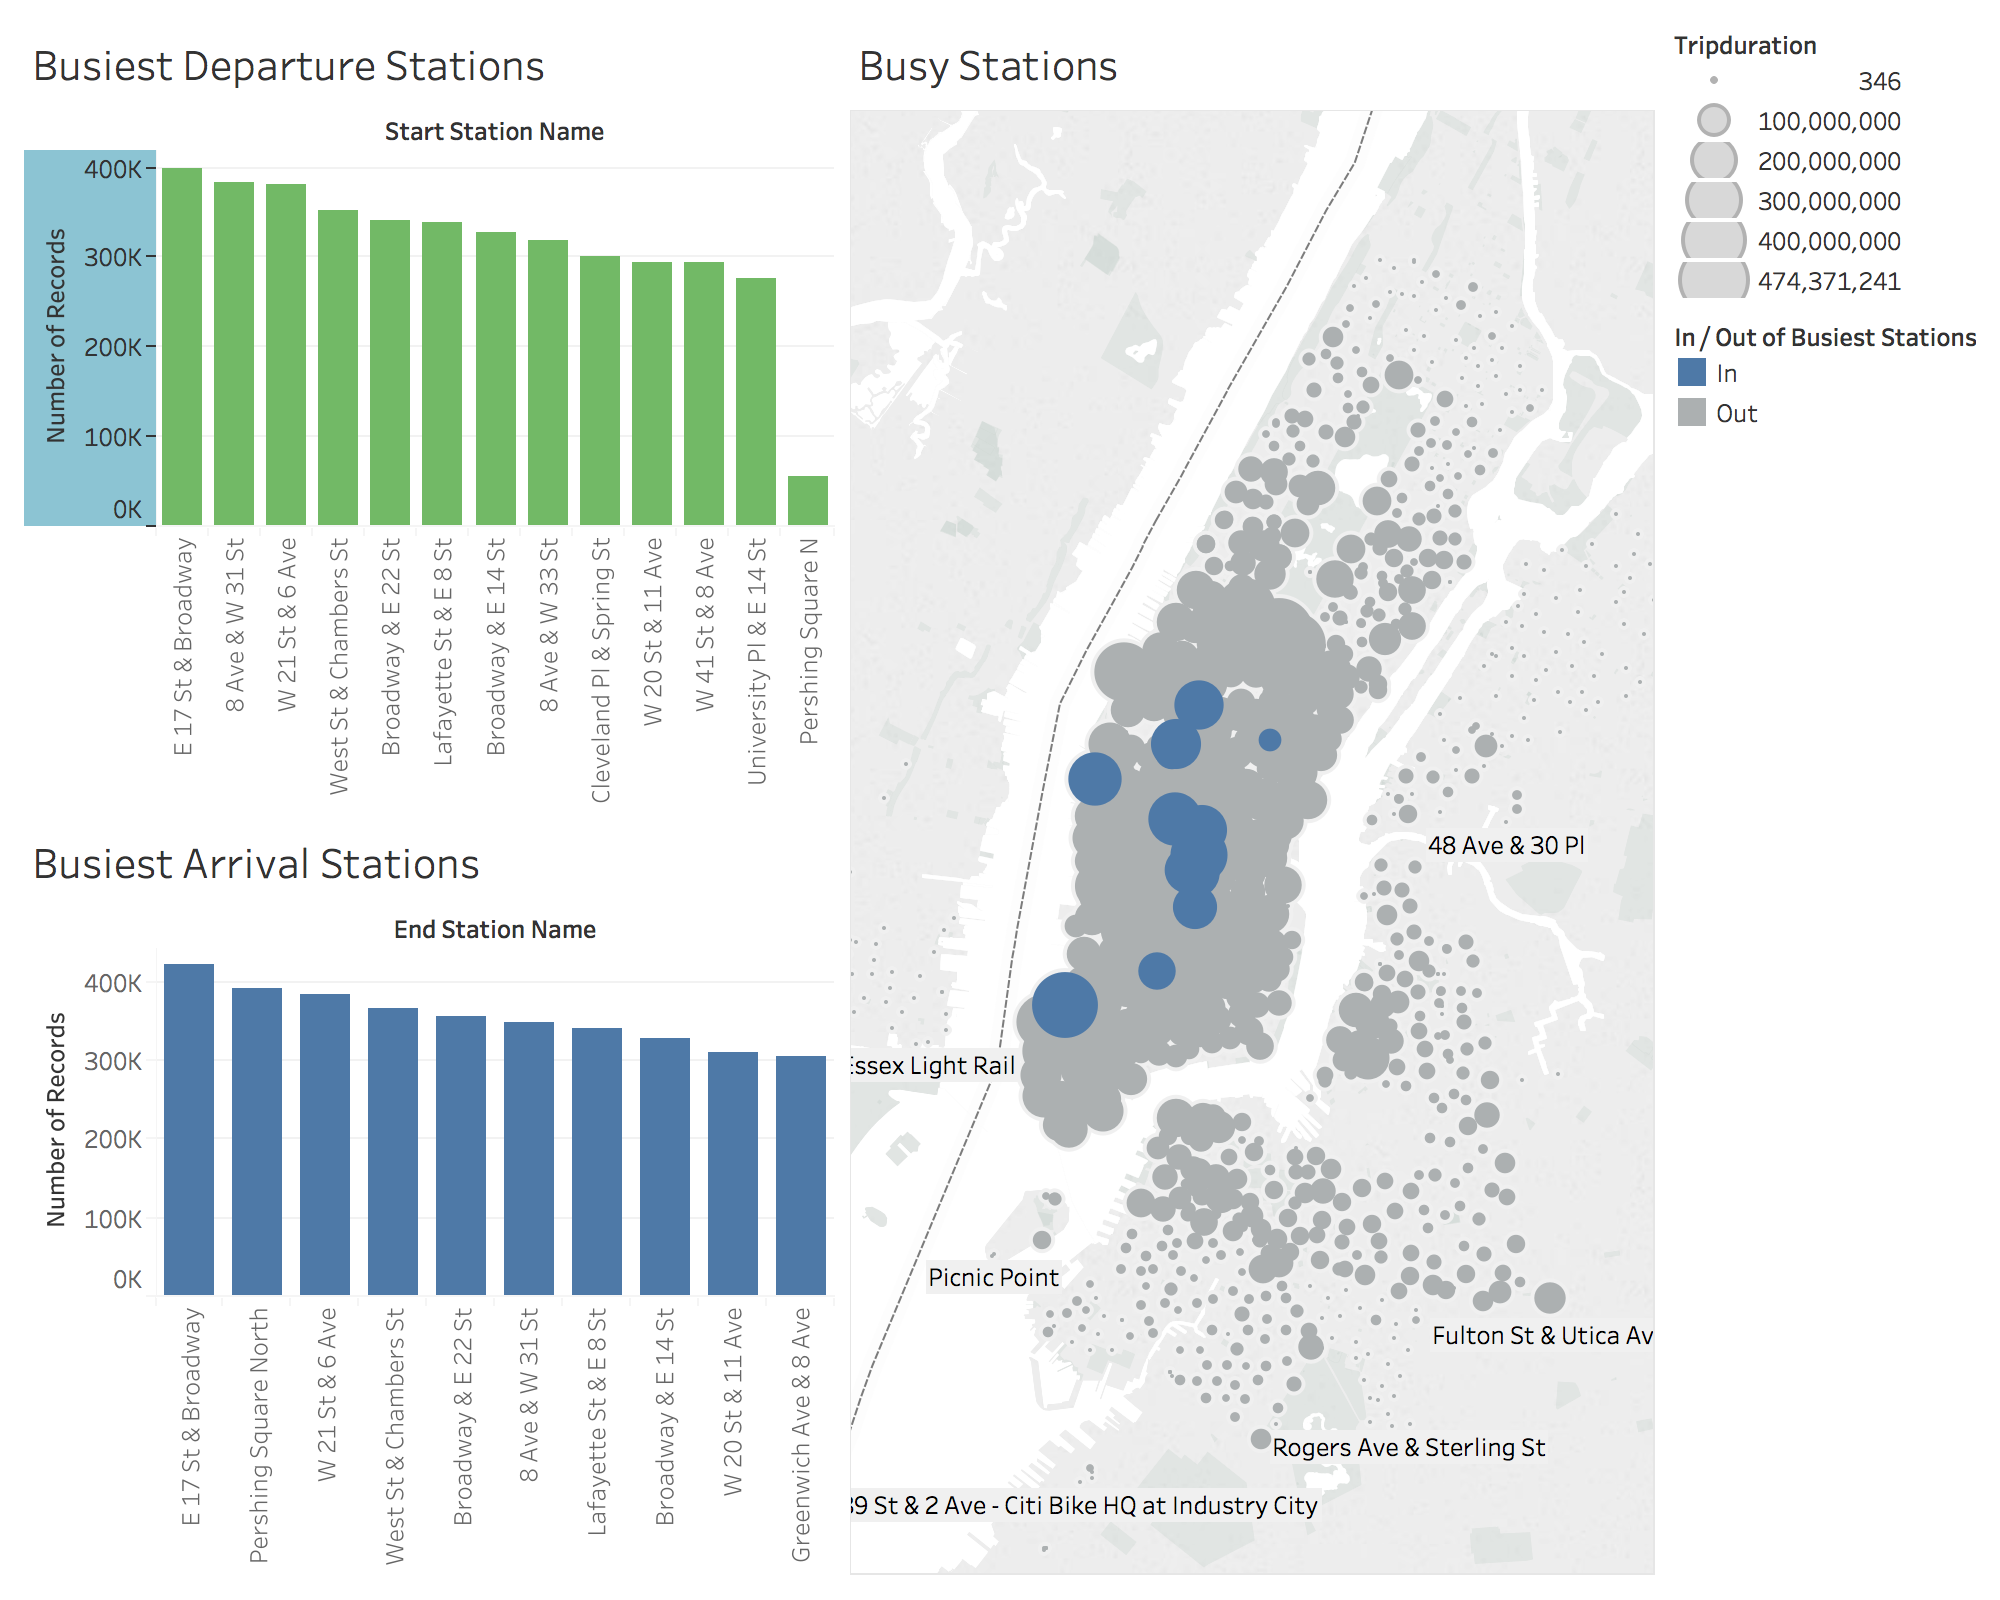 Busiest Departure Stations
Start Station Name
Number of Records
400K
300K
200K
100K
0K
E 17 St & Broadway
8 Ave & W 31 St
W 21 St & 6 Ave
West St & Chambers St
Broadway & E 22 St
Lafayette St & E 8 St
Broadway & E 14 St
8 Ave & W 33 St
Cleveland Pl & Spring St
W 20 St & 11 Ave
W 41 St & 8 Ave
University Pl & E 14 St
Pershing Square N
Busiest Arrival Stations
End Station Name
Number of Records
400K
300K
200K
100K
0K
E 17 St & Broadway
Pershing Square North
W 21 St & 6 Ave
West St & Chambers St
Broadway & E 22 St
8 Ave & W 31 St
Lafayette St & E 8 St
Broadway & E 14 St
W 20 St & 11 Ave
Greenwich Ave & 8 Ave
Busy Stations
48 Ave & 30 Pl
Essex Light Rail
Picnic Point
Fulton St & Utica Av
Rogers Ave & Sterling St
39 St & 2 Ave - Citi Bike HQ at Industry City
Tripduration
346
100,000,000
200,000,000
300,000,000
400,000,000
474,371,241
In / Out of Busiest Stations
In
Out